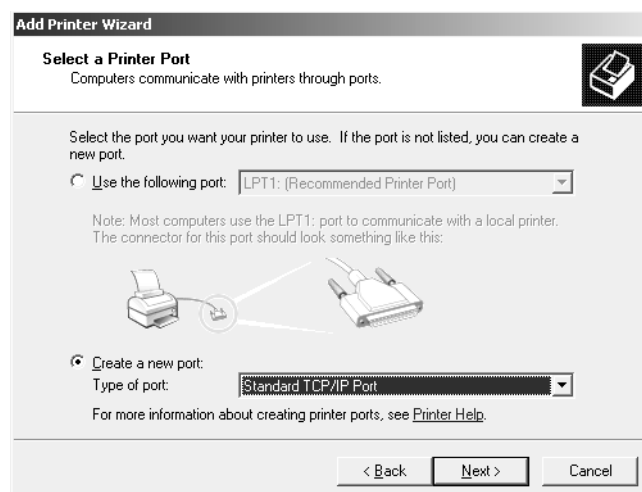 Add Printer Wizard
Select a Printer Port
Computers communicate with printers through ports.
Select the port you want your printer to use. If the port is not listed, you can create a
new port.
Use the following port: LPT1: (Recommended Printer Port)
Note: Most computers use the LPT1: port to communicate with a local printer.
The connector for this port should look something like this:
Create a new port:
Type of port: Standard TCP/IP Port
For more information about creating printer ports, see Printer Help.
< Back Next > Cancel